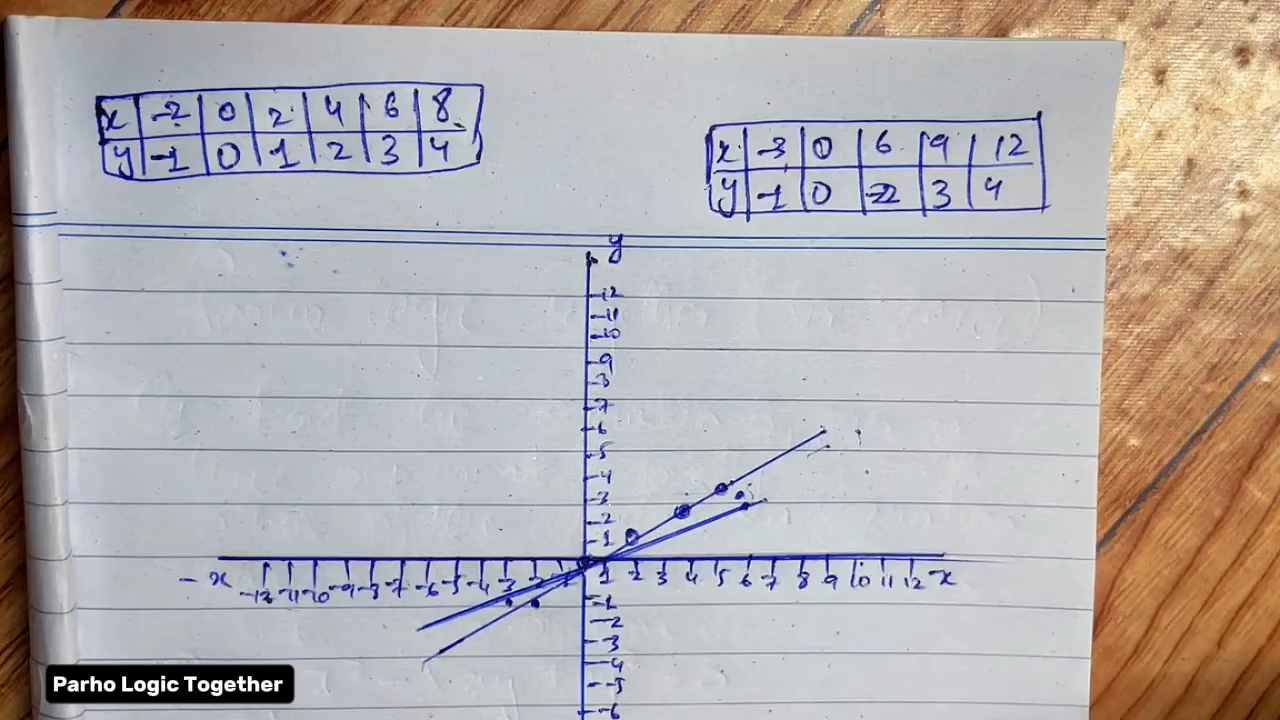 x -2 0 2 4 6 8
y -1 0 1 2 3 4
x -3 0 6 9 12
y -1 0 2 3 4
y
12
11
10
9
8
7
6
5
4
3
2
1
-x -12 -11 -10 -9 -8 -7 -6 -5 -4 -3 -2 -1 1 2 3 4 5 6 7 8 9 10 11 12 -x
-1
-2
-3
-4
-5
-6
Parho Logic Together